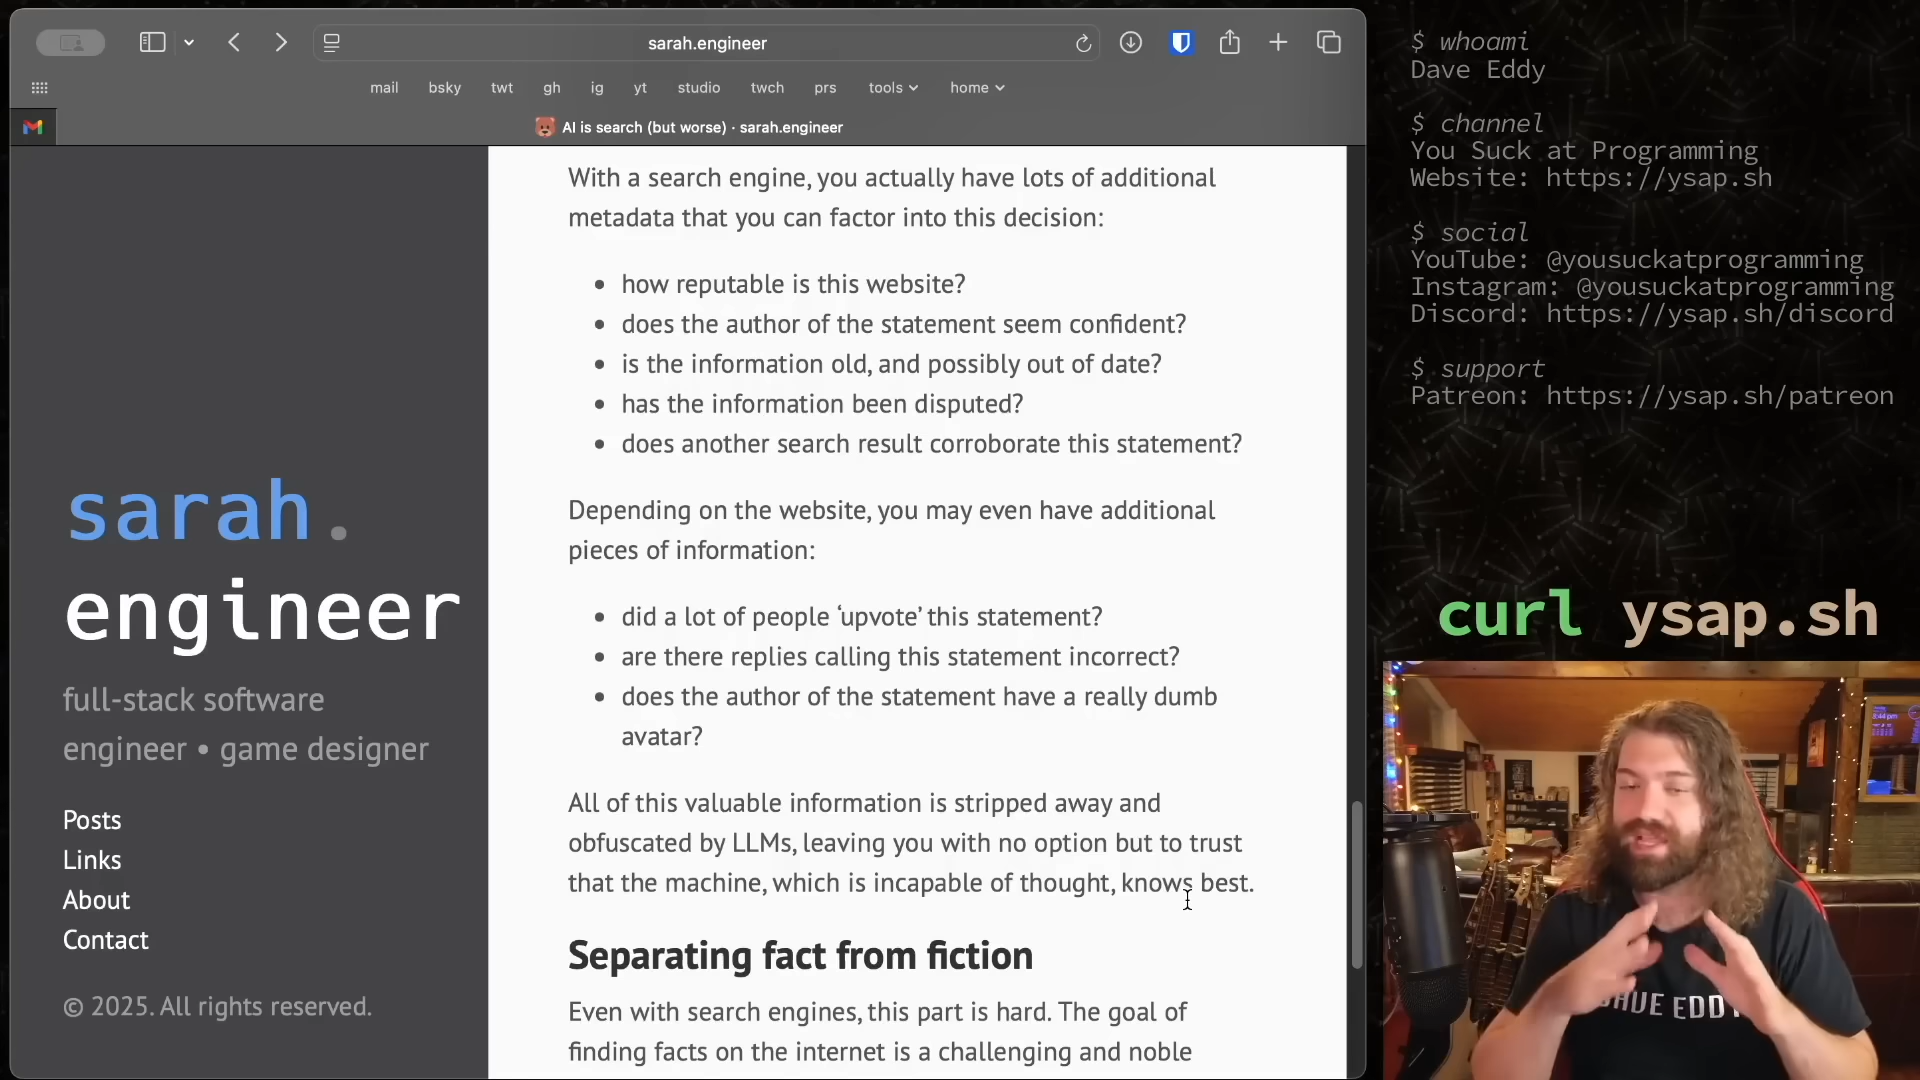 sarah.engineer
mail bsky twt gh ig yt studio twch prs tools home
AI is search (but worse) · sarah.engineer
sarah.
engineer
full-stack software
engineer • game designer
Posts
Links
About
Contact
© 2025. All rights reserved.
With a search engine, you actually have lots of additional
metadata that you can factor into this decision:
• how reputable is this website?
• does the author of the statement seem confident?
• is the information old, and possibly out of date?
• has the information been disputed?
• does another search result corroborate this statement?
Depending on the website, you may even have additional
pieces of information:
• did a lot of people ‘upvote’ this statement?
• are there replies calling this statement incorrect?
• does the author of the statement have a really dumb
avatar?
All of this valuable information is stripped away and
obfuscated by LLMs, leaving you with no option but to trust
that the machine, which is incapable of thought, knows best.
Separating fact from fiction
Even with search engines, this part is hard. The goal of
finding facts on the internet is a challenging and noble
$ whoami
Dave Eddy
$ channel
You Suck at Programming
Website: https://ysap.sh
$ social
YouTube: @yousuckatprogramming
Instagram: @yousuckatprogramming
Discord: https://ysap.sh/discord
$ support
Patreon: https://ysap.sh/patreon
curl ysap.sh